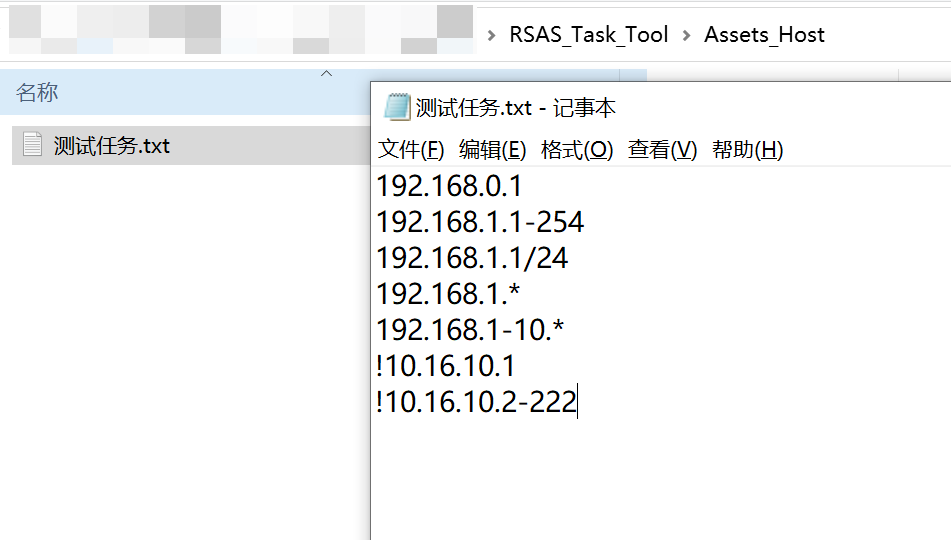 RSAS_Task_Tool > Assets_Host
名称
测试任务.txt
测试任务.txt - 记事本
文件(F) 编辑(E) 格式(O) 查看(V) 帮助(H)
192.168.0.1
192.168.1.1-254
192.168.1.1/24
192.168.1.*
192.168.1-10.*
!10.16.10.1
!10.16.10.2-222